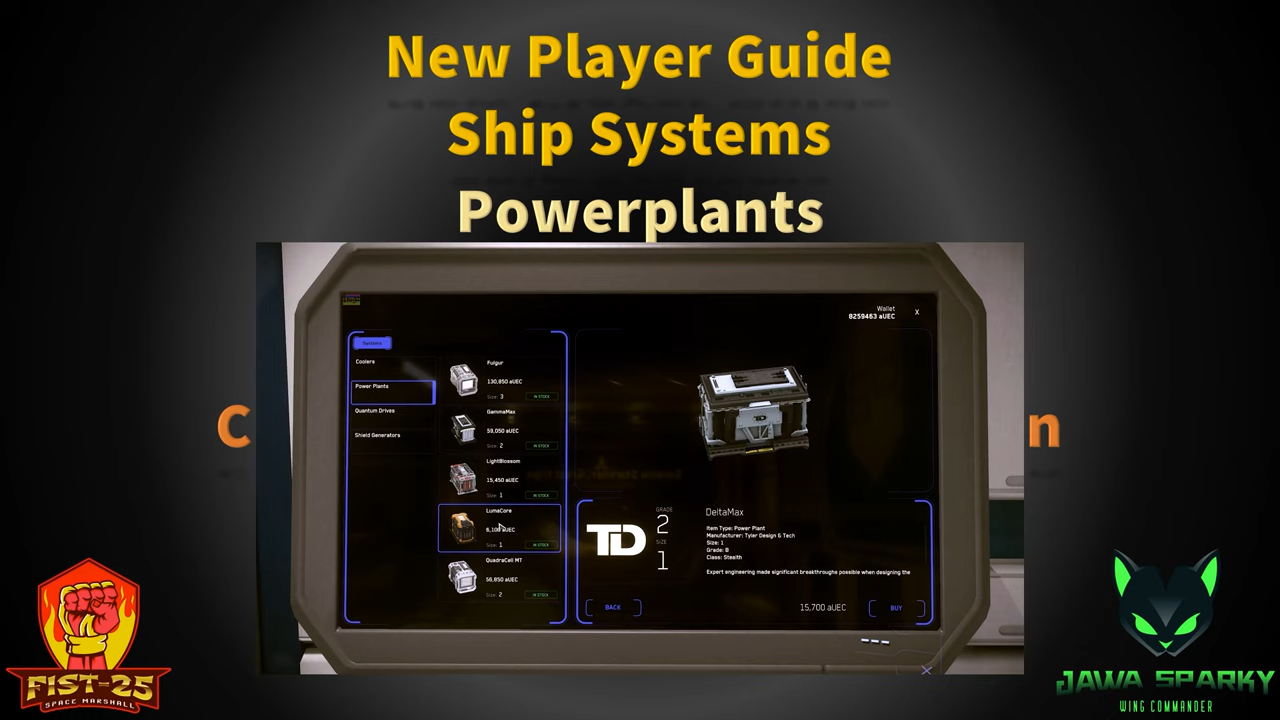 New Player Guide
Ship Systems
Powerplants
C
n
Wallet
8259463 aUEC
X
Systems
Coolers
Power Plants
Quantum Drives
Shield Generators
Fulgur
130,850 aUEC
Size: 3
IN STOCK
GammaMax
59,050 aUEC
Size: 2
IN STOCK
LightBlossom
15,450 aUEC
Size: 1
IN STOCK
LumaCore
aUEC
Size: 1
IN STOCK
QuadraCell MT
56,850 aUEC
Size: 2
IN STOCK
TD
TD
GRADE
2
SIZE
1
DeltaMax
Item Type: Power Plant
Manufacturer: Tyler Design & Tech
Size: 1
Grade: B
Class: Stealth
Expert engineering made significant breakthroughs possible when designing the
BACK
15,700 aUEC
BUY
FIST-25
SPACE MARSHALL
JAWA SPARKY
WING COMMANDER